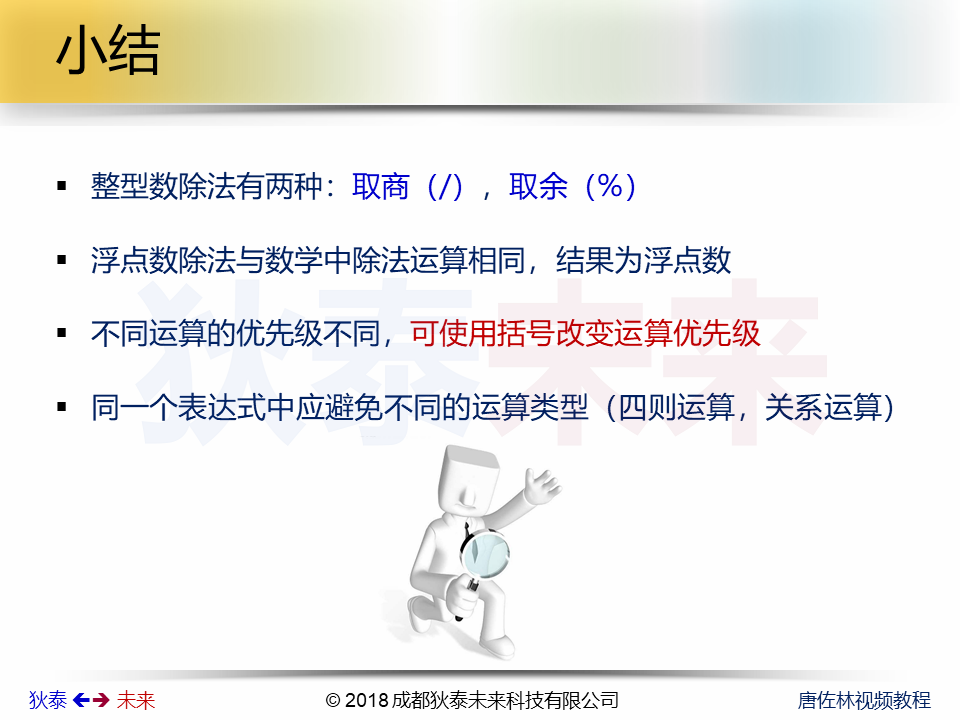 小结
▪ 整型数除法有两种：取商（/），取余（%）
▪ 浮点数除法与数学中除法运算相同，结果为浮点数
▪ 不同运算的优先级不同，可使用括号改变运算优先级
▪ 同一个表达式中应避免不同的运算类型（四则运算，关系运算）
狄泰未来
狄泰 ←→ 未来
© 2018 成都狄泰未来科技有限公司
唐佐林视频教程